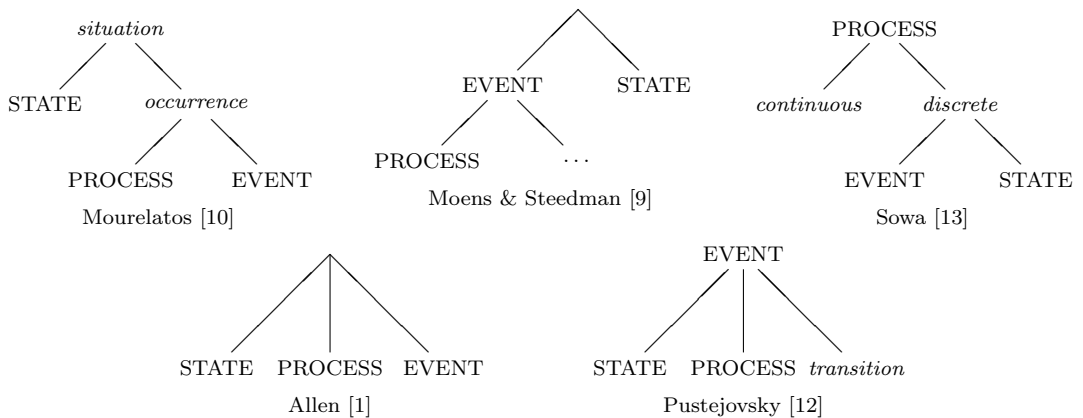 situation
STATE
occurrence
PROCESS
EVENT
Mourelatos [10]
EVENT
STATE
PROCESS
...
Moens & Steedman [9]
PROCESS
continuous
discrete
EVENT
STATE
Sowa [13]
STATE
PROCESS
EVENT
Allen [1]
EVENT
STATE
PROCESS
transition
Pustejovsky [12]